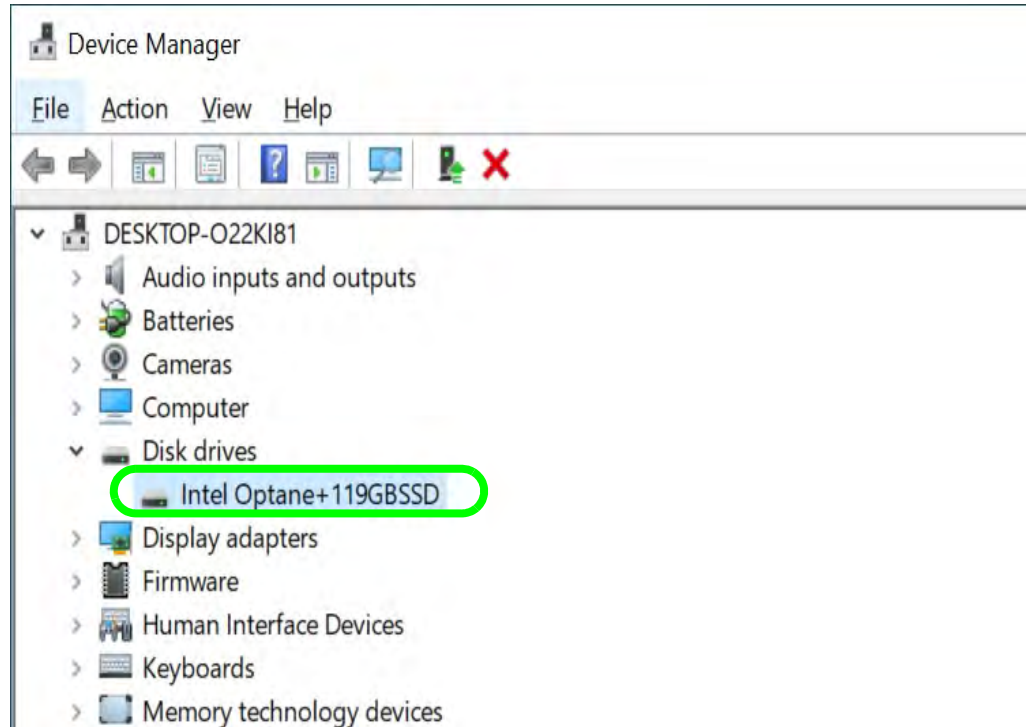 Device Manager
File Action View Help
DESKTOP-O22KI81
Audio inputs and outputs
Batteries
Cameras
Computer
Disk drives
Intel Optane+119GBSSD
Display adapters
Firmware
Human Interface Devices
Keyboards
Memory technology devices